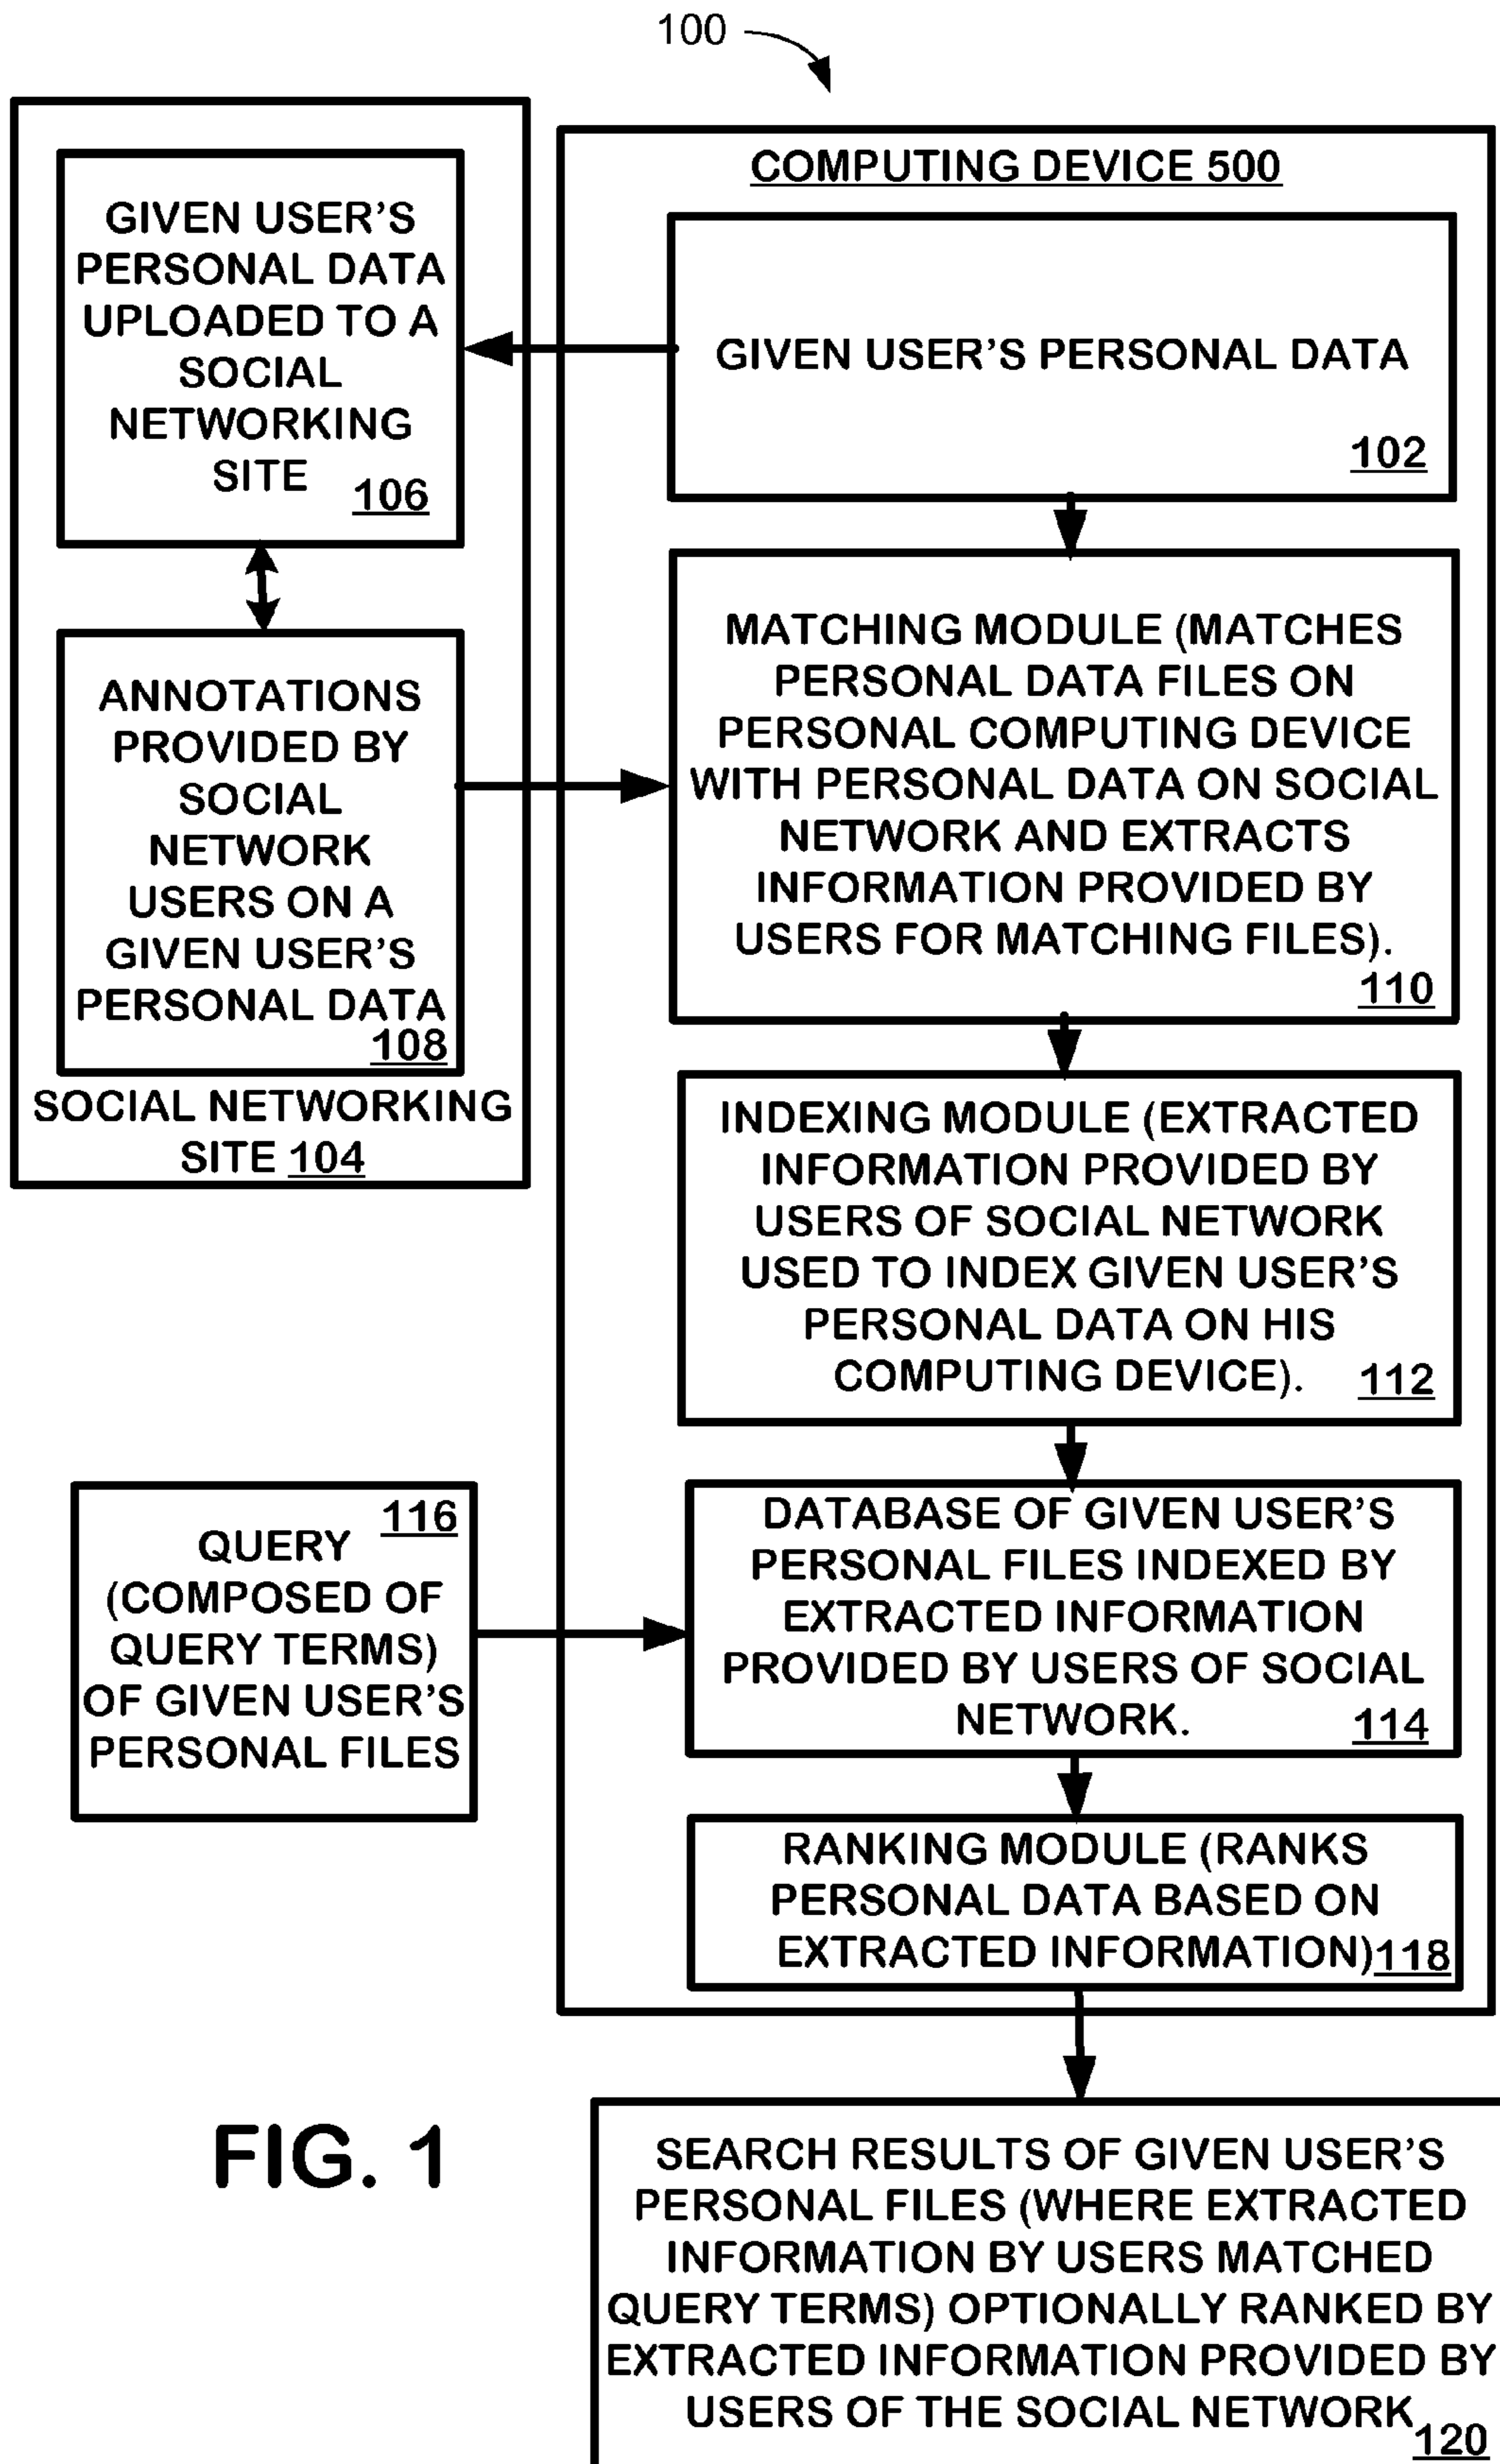 100
COMPUTING DEVICE 500
GIVEN USER'S
PERSONAL DATA
UPLOADED TO A
SOCIAL
NETWORKING
SITE 106
GIVEN USER'S PERSONAL DATA
102
ANNOTATIONS
PROVIDED BY
SOCIAL
NETWORK
USERS ON A
GIVEN USER'S
PERSONAL DATA
108
SOCIAL NETWORKING
SITE 104
MATCHING MODULE (MATCHES
PERSONAL DATA FILES ON
PERSONAL COMPUTING DEVICE
WITH PERSONAL DATA ON SOCIAL
NETWORK AND EXTRACTS
INFORMATION PROVIDED BY
USERS FOR MATCHING FILES).
110
INDEXING MODULE (EXTRACTED
INFORMATION PROVIDED BY
USERS OF SOCIAL NETWORK
USED TO INDEX GIVEN USER'S
PERSONAL DATA ON HIS
COMPUTING DEVICE). 112
116
QUERY
(COMPOSED OF
QUERY TERMS)
OF GIVEN USER'S
PERSONAL FILES
DATABASE OF GIVEN USER'S
PERSONAL FILES INDEXED BY
EXTRACTED INFORMATION
PROVIDED BY USERS OF SOCIAL
NETWORK. 114
RANKING MODULE (RANKS
PERSONAL DATA BASED ON
EXTRACTED INFORMATION) 118
FIG. 1
SEARCH RESULTS OF GIVEN USER'S
PERSONAL FILES (WHERE EXTRACTED
INFORMATION BY USERS MATCHED
QUERY TERMS) OPTIONALLY RANKED BY
EXTRACTED INFORMATION PROVIDED BY
USERS OF THE SOCIAL NETWORK
120